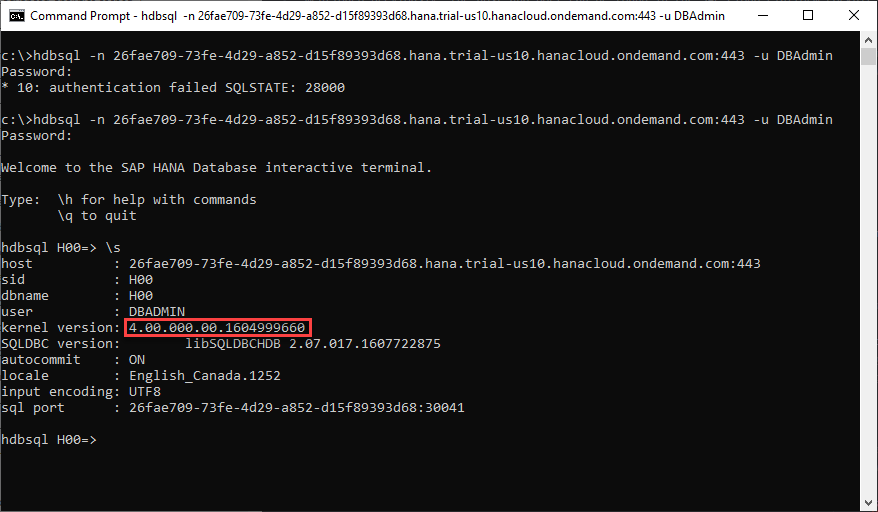 Command Prompt - hdbsql -n 26fae709-73fe-4d29-a852-d15f89393d68.hana.trial-us10.hanacloud.ondemand.com:443 -u DBAdmin
c:\>hdbsql -n 26fae709-73fe-4d29-a852-d15f89393d68.hana.trial-us10.hanacloud.ondemand.com:443 -u DBAdmin
Password:
* 10: authentication failed SQLSTATE: 28000
c:\>hdbsql -n 26fae709-73fe-4d29-a852-d15f89393d68.hana.trial-us10.hanacloud.ondemand.com:443 -u DBAdmin
Password:
Welcome to the SAP HANA Database interactive terminal.
Type:  \h for help with commands
       \q to quit
hdbsql H00=> \s
host          : 26fae709-73fe-4d29-a852-d15f89393d68.hana.trial-us10.hanacloud.ondemand.com:443
sid           : H00
dbname        : H00
user          : DBADMIN
kernel version: 4.00.000.00.1604999660
SQLDBC version:        libSQLDBCHDB 2.07.017.1607722875
autocommit    : ON
locale        : English_Canada.1252
input encoding: UTF8
sql port      : 26fae709-73fe-4d29-a852-d15f89393d68:30041
hdbsql H00=>